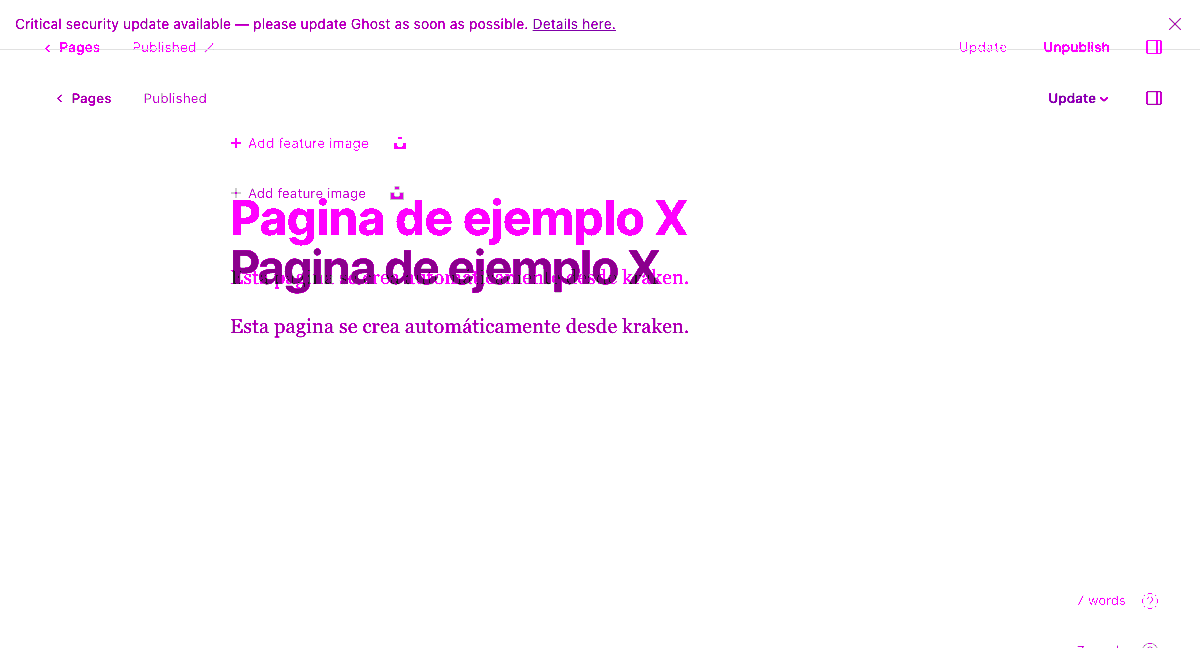 Critical security update available — please update Ghost as soon as possible. Details here.
Pages Published Update Unpublish
Pages Published Update
Add feature image
Add feature image
Pagina de ejemplo X
Pagina de ejemplo X
Esta pagina se crea automáticamente desde kraken.
Esta pagina se crea automáticamente desde kraken.
7 words